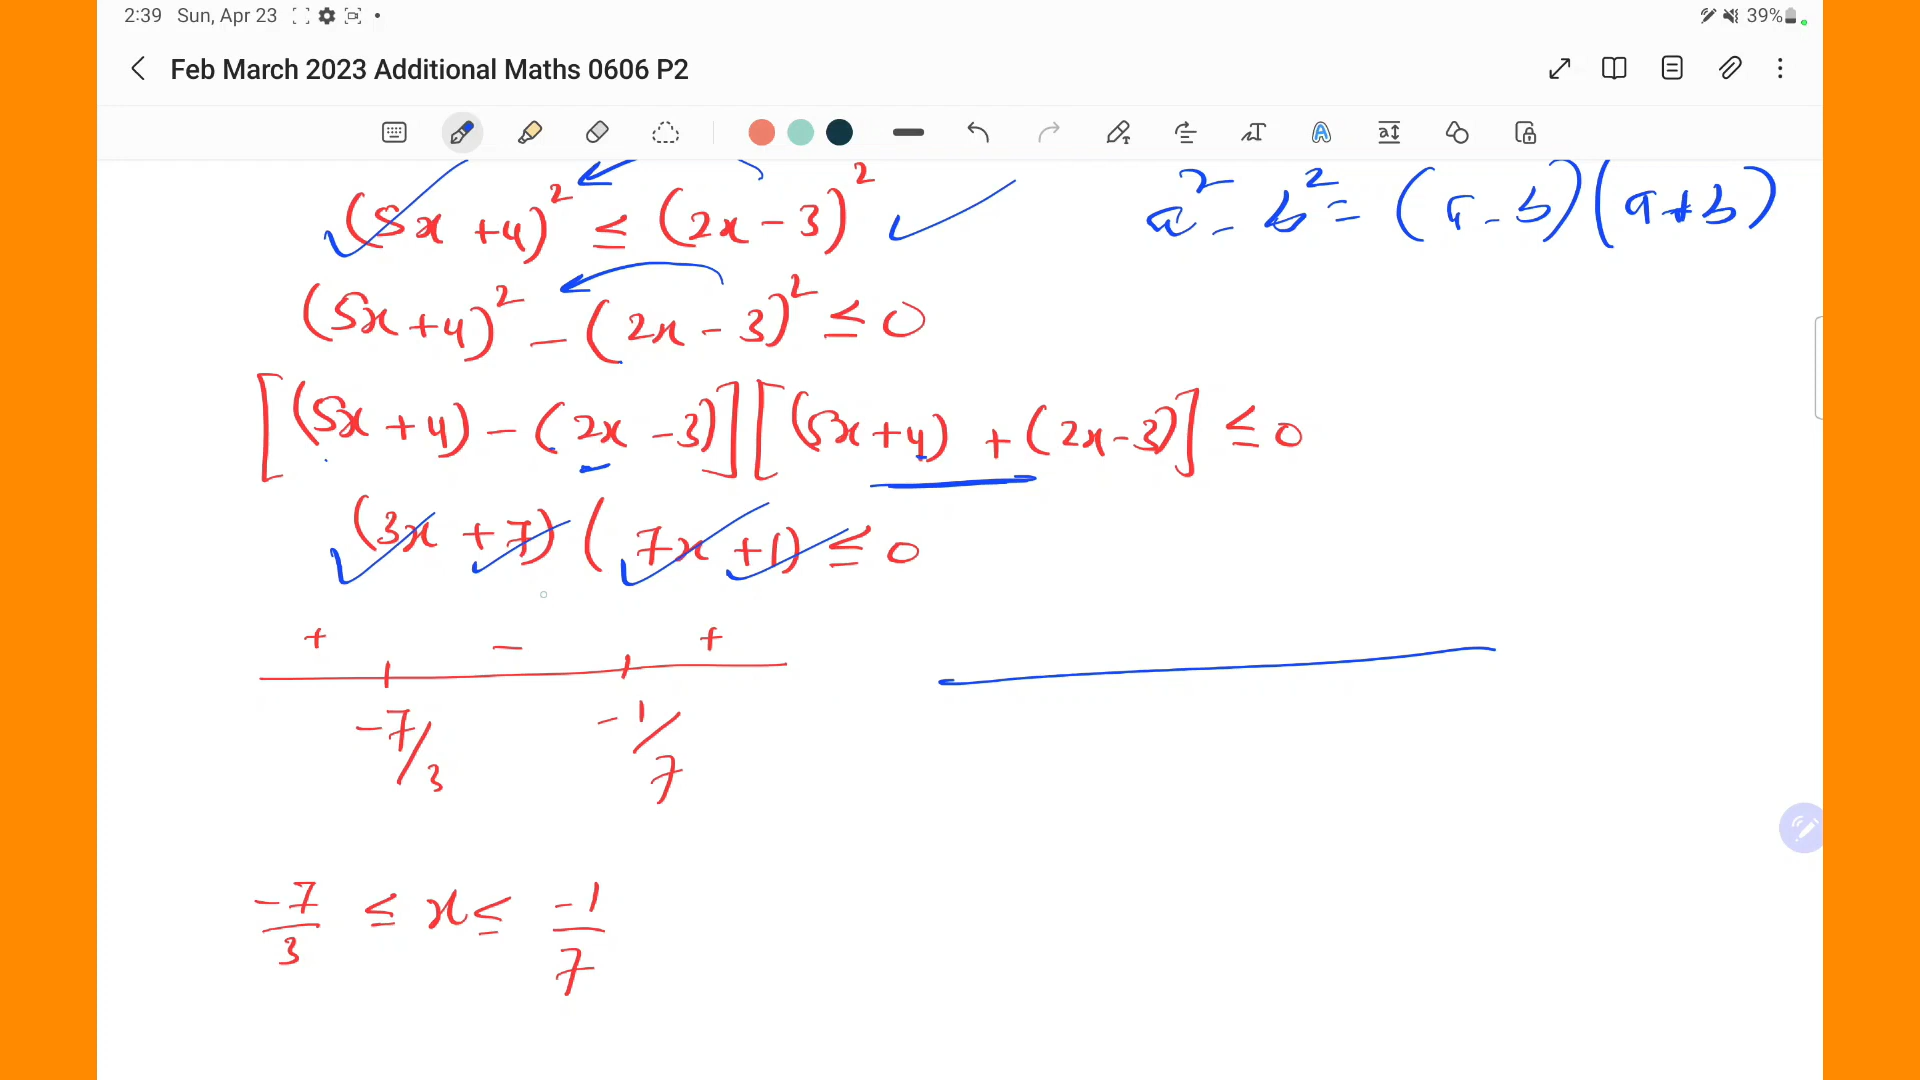 2:39 Sun, Apr 23
39%
Feb March 2023 Additional Maths 0606 P2
(5x + 4)² ≤ (2x - 3)²
a² - b² = (a - b)(a + b)
(5x + 4)² - (2x - 3)² ≤ 0
[(5x + 4) - (2x - 3)] [(5x + 4) + (2x - 3)] ≤ 0
(3x + 7) (7x + 1) ≤ 0
+ - +
-7/3 -1/7
-7/3 ≤ x ≤ -1/7